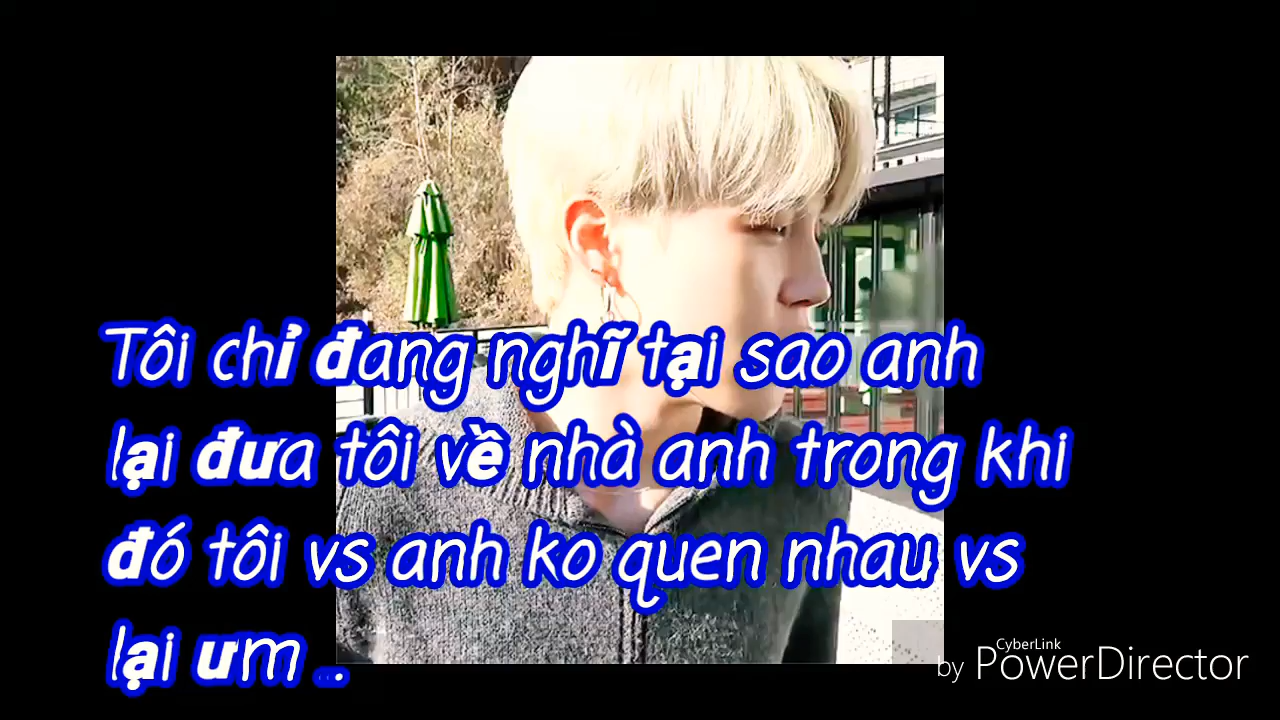 Tôi chỉ đang nghĩ tại sao anh
lại đưa tôi về nhà anh trong khi
đó tôi vs anh ko quen nhau vs
lại ưm ...
CyberLink
by PowerDirector